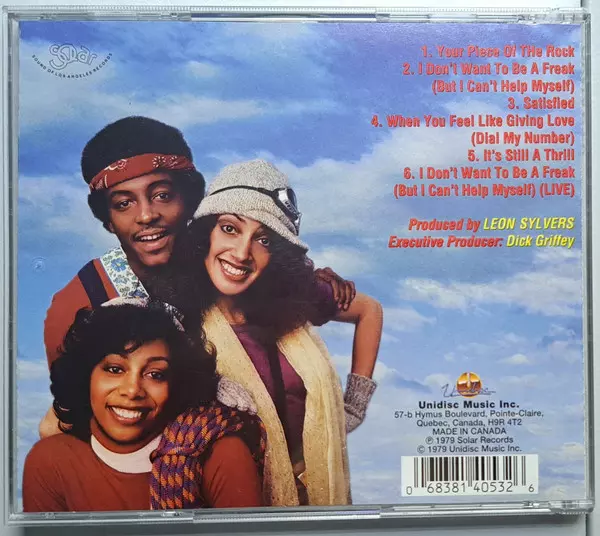 Solar
SOUND OF LOS ANGELES RECORDS
1. Your Piece Of The Rock
2. I Don't Want To Be A Freak
(But I Can't Help Myself)
3. Satisfied
4. When You Feel Like Giving Love
(Dial My Number)
5. It's Still A Thrill
6. I Don't Want To Be A Freak
(But I Can't Help Myself) (LIVE)
Produced by LEON SYLVERS
Executive Producer: Dick Griffey
Unidisc
Unidisc Music Inc.
57-b Hymus Boulevard, Pointe-Claire,
Quebec, Canada, H9R 4T2
MADE IN CANADA
℗ 1979 Solar Records
© 1979 Unidisc Music Inc.
0 68381 40532 6